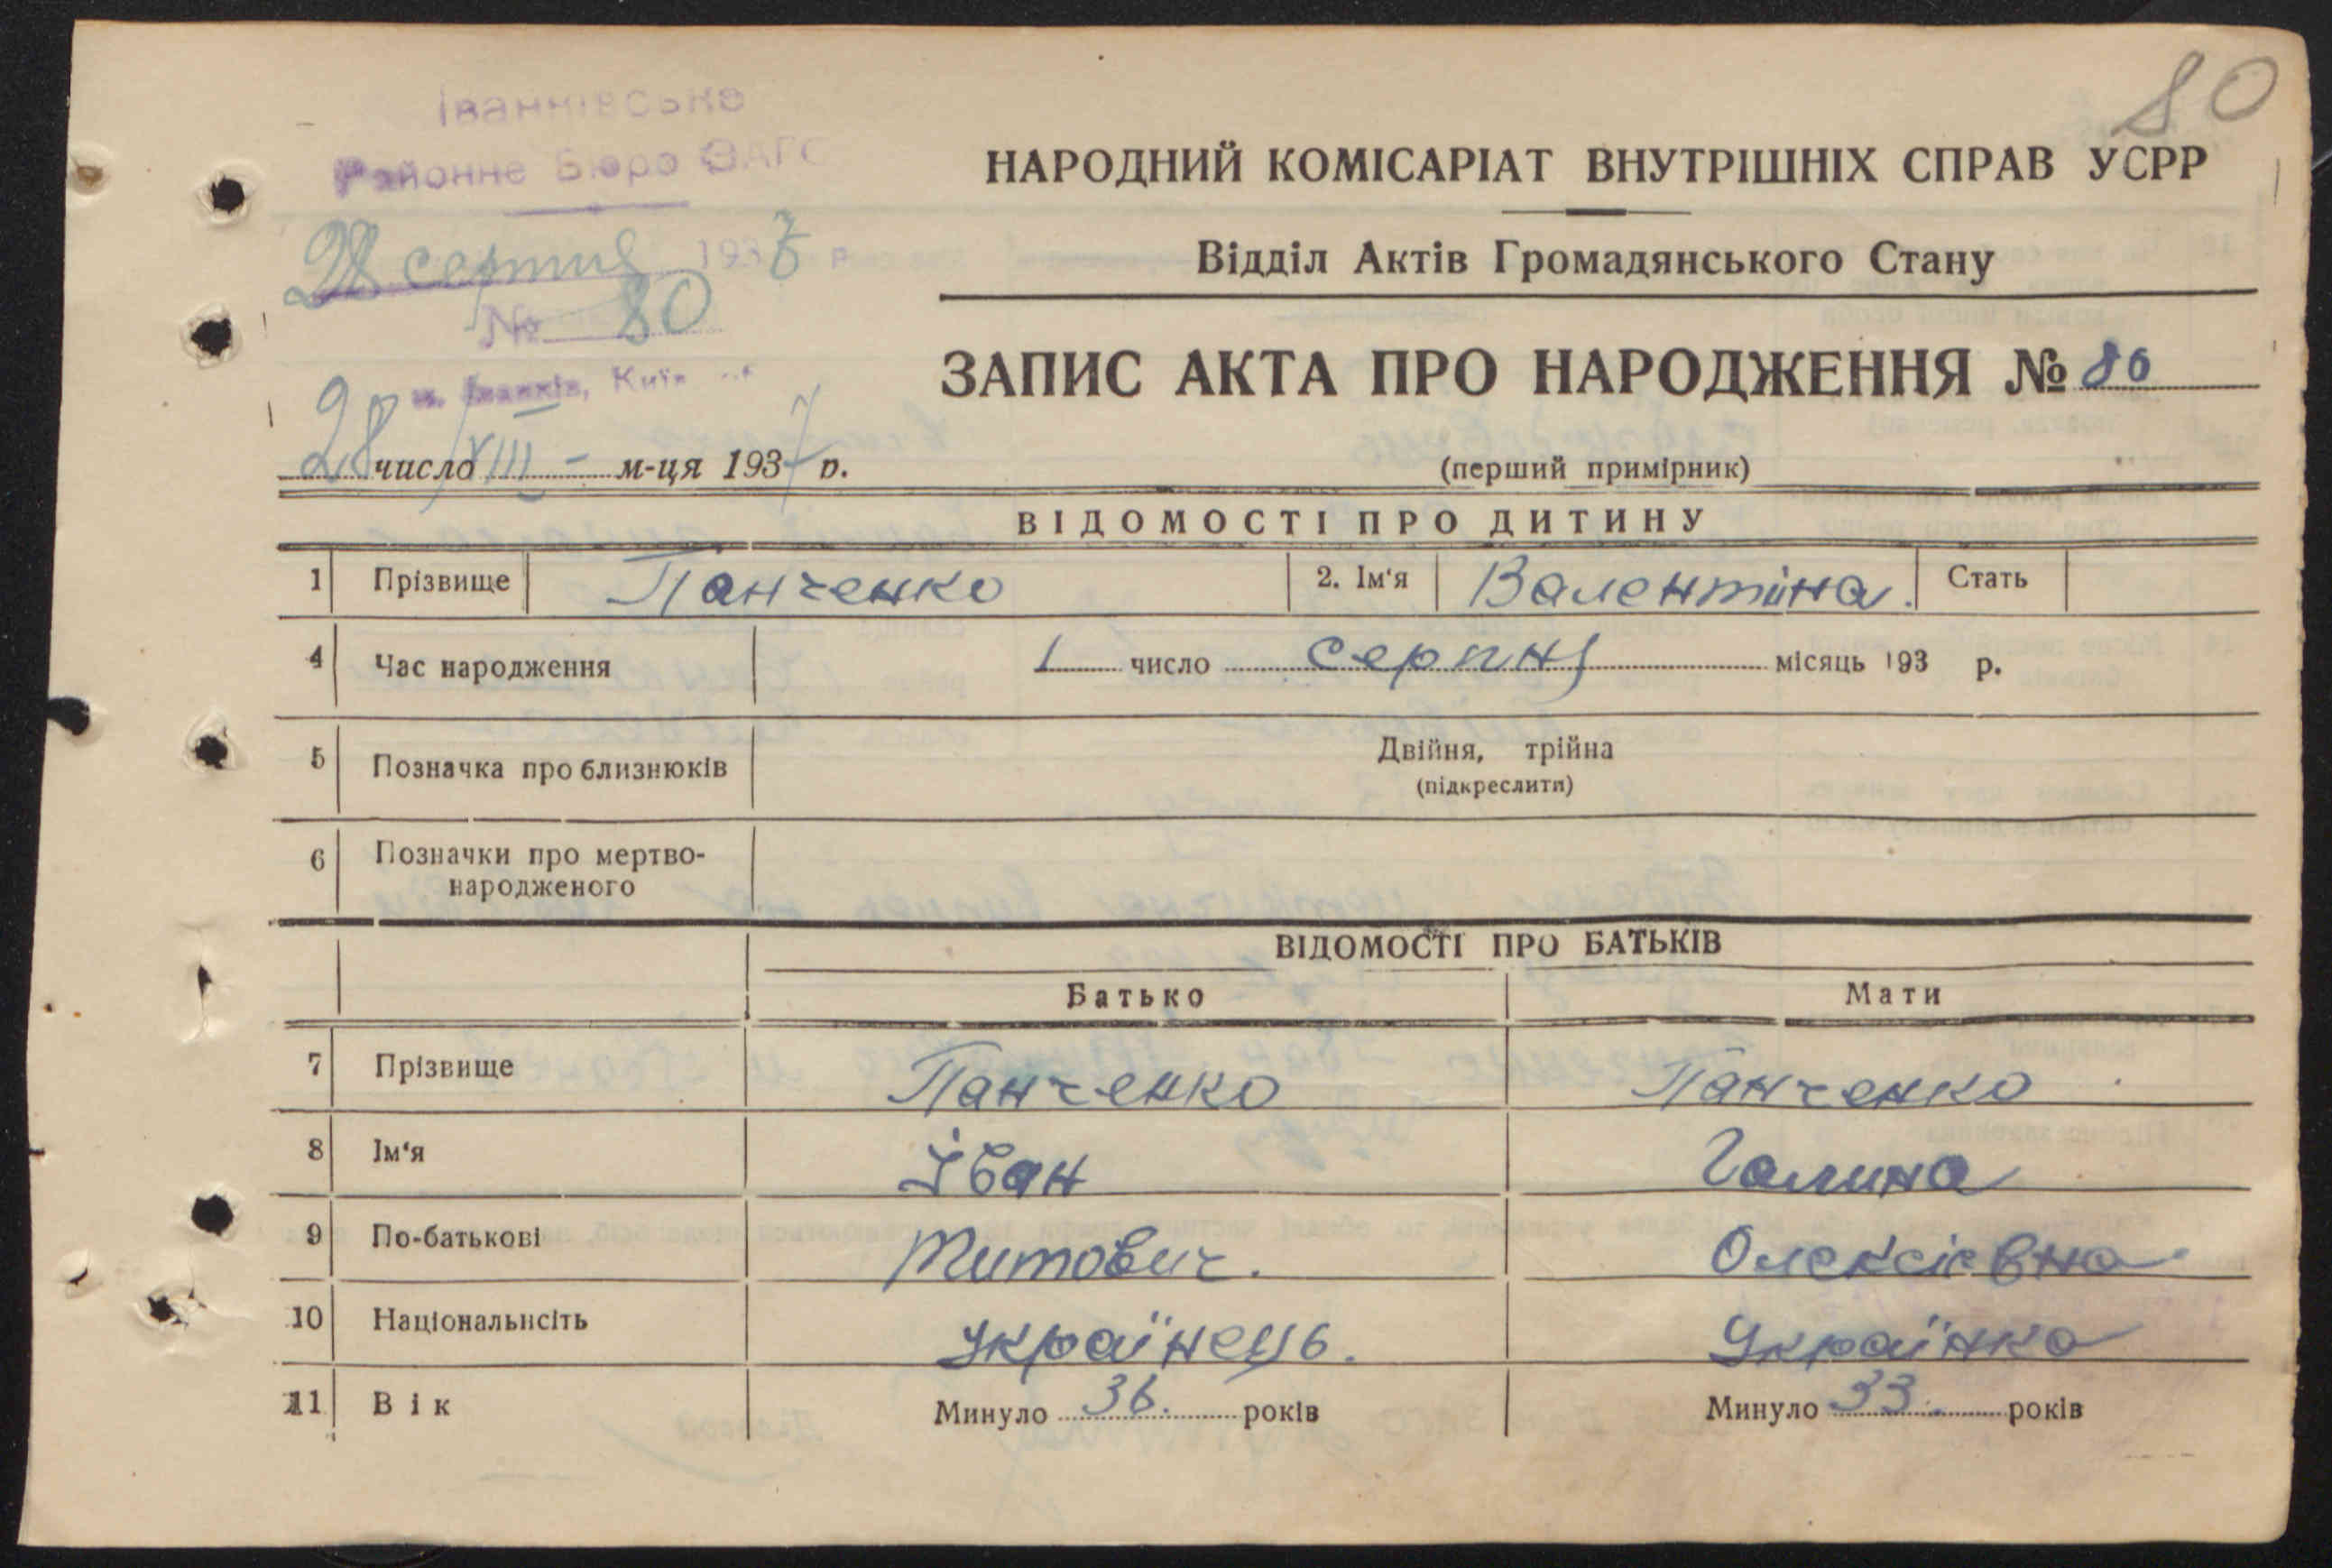 80
Іванківське
Районне Бюро ЗАГС
28 серпня 1937 р.
№ 80
м. Іванків, Київ
НАРОДНИЙ КОМІСАРІАТ ВНУТРІШНІХ СПРАВ УСРР
Відділ Актів Громадянського Стану
ЗАПИС АКТА ПРО НАРОДЖЕННЯ № 80
28 число VIII - м-ця 1937 р.
(перший примірник)
ВІДОМОСТІ ПРО ДИТИНУ
1 Прізвище Панченко 2. Ім'я Валентина. Стать
4 Час народження 1 число серпня місяць 193 р.
5 Позначка про близнюків Двійня, трійна
(підкреслити)
6 Позначки про мертво-
народженого
ВІДОМОСТІ ПРО БАТЬКІВ
Батько Мати
7 Прізвище Панченко Панченко
8 Ім'я Іван Галина
9 По-батькові Титович. Олексієвна
10 Національнсіть Українець. Українка
11 Вік Минуло 36. років Минуло 33. років